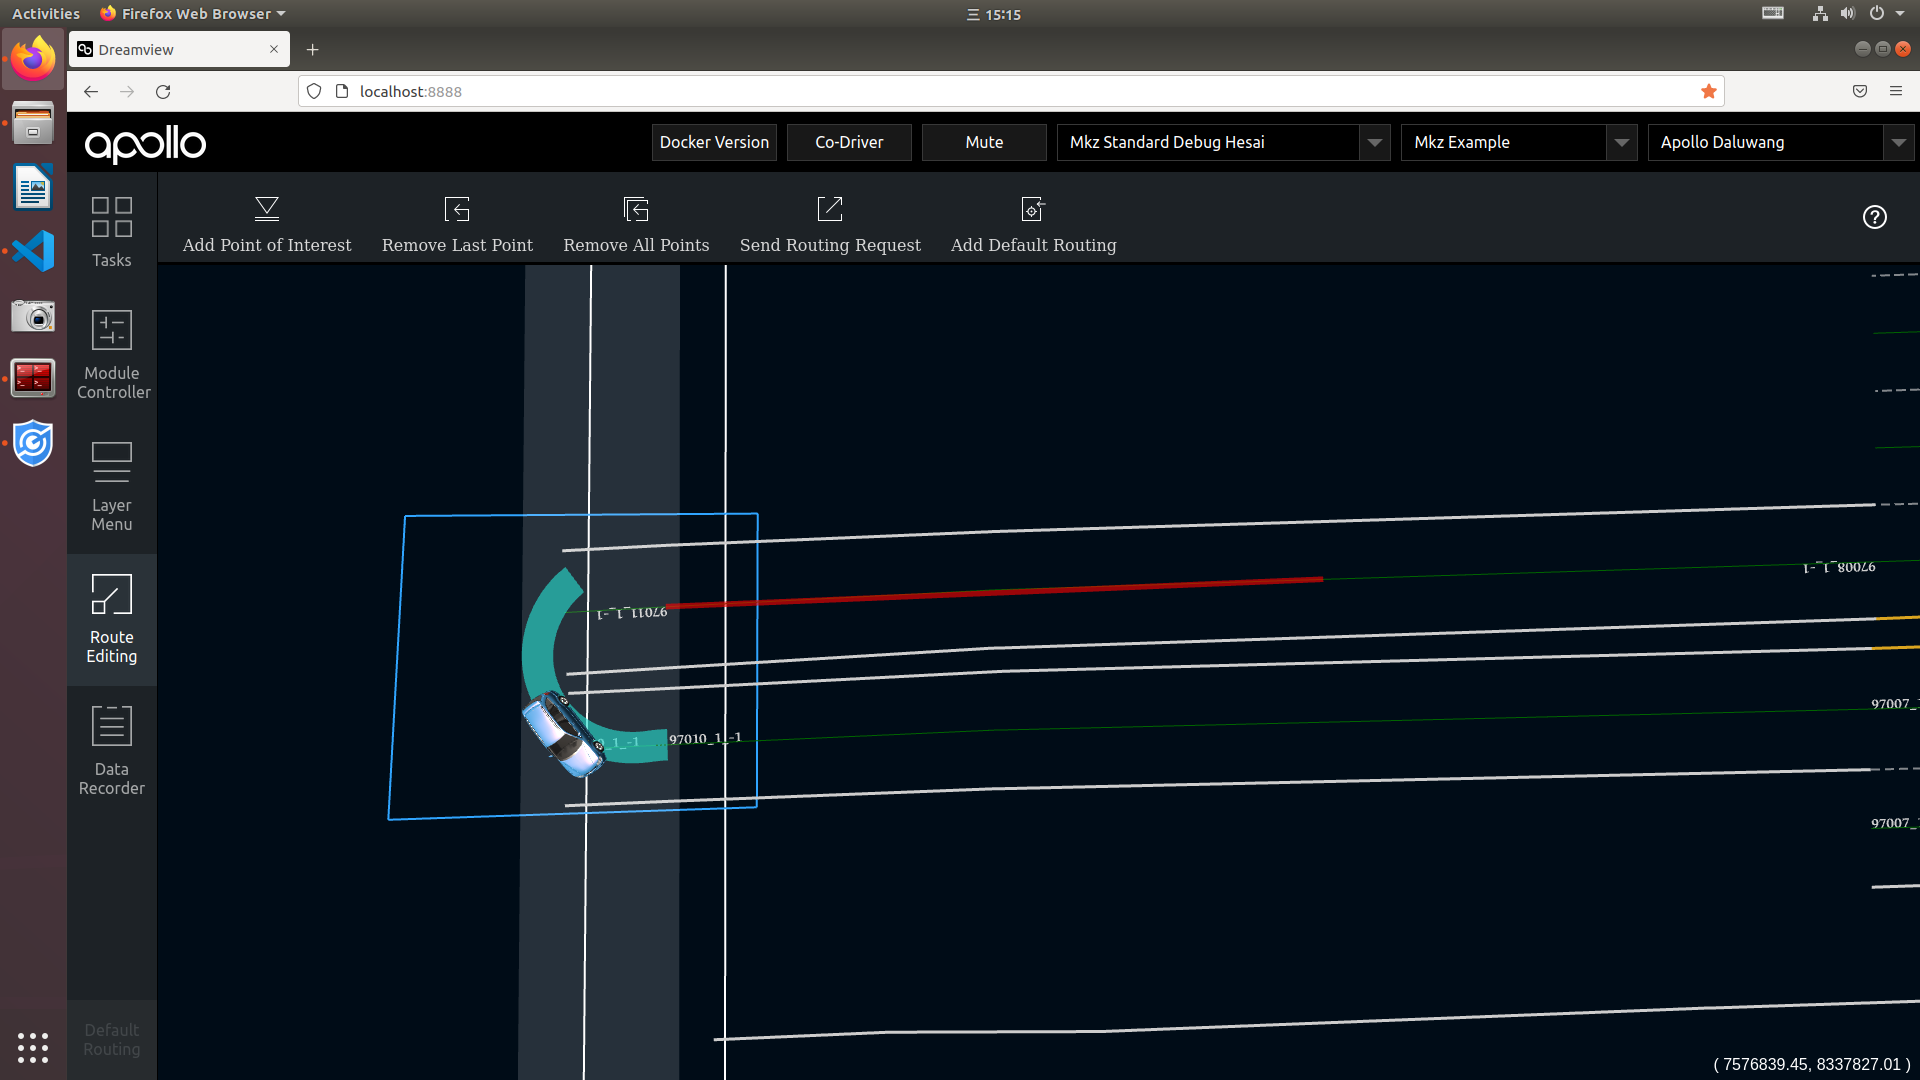 Activities
Firefox Web Browser
三 15:15
Dreamview
localhost:8888
apollo
Docker Version
Co-Driver
Mute
Mkz Standard Debug Hesai
Mkz Example
Apollo Daluwang
Add Point of Interest
Remove Last Point
Remove All Points
Send Routing Request
Add Default Routing
Tasks
Module
Controller
Layer
Menu
Route
Editing
Data
Recorder
Default
Routing
97008_1_-1
97011_1_-1
97007_
_1_-1
97010_1_-1
97007_
( 7576839.45, 8337827.01 )